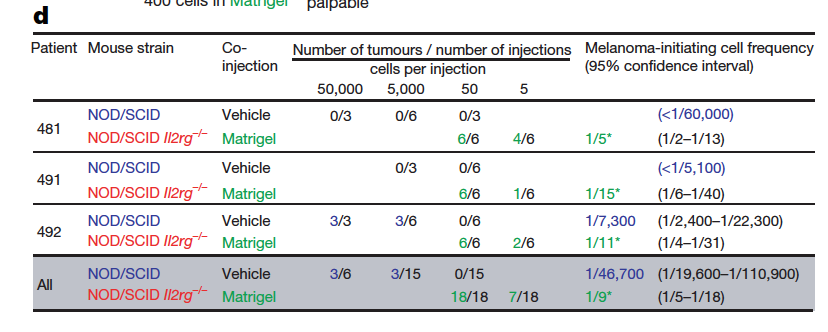 400 cells in Matrigel palpable
d
Patient Mouse strain Co-injection Number of tumours / number of injections Melanoma-initiating cell frequency
cells per injection (95% confidence interval)
50,000 5,000 50 5
481 NOD/SCID Vehicle 0/3 0/6 0/3 (<1/60,000)
NOD/SCID Il2rg–/– Matrigel 6/6 4/6 1/5* (1/2–1/13)
491 NOD/SCID Vehicle 0/3 0/6 (<1/5,100)
NOD/SCID Il2rg–/– Matrigel 6/6 1/6 1/15* (1/6–1/40)
492 NOD/SCID Vehicle 3/3 3/6 0/6 1/7,300 (1/2,400–1/22,300)
NOD/SCID Il2rg–/– Matrigel 6/6 2/6 1/11* (1/4–1/31)
All NOD/SCID Vehicle 3/6 3/15 0/15 1/46,700 (1/19,600–1/110,900)
NOD/SCID Il2rg–/– Matrigel 18/18 7/18 1/9* (1/5–1/18)